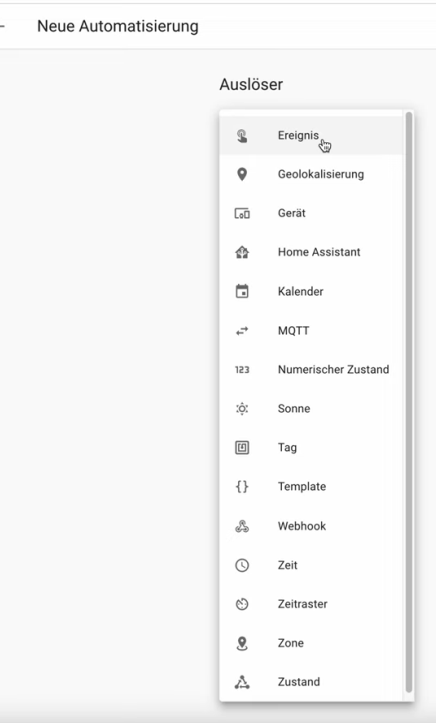 Neue Automatisierung
Auslöser
Ereignis
Geolokalisierung
Gerät
Home Assistant
Kalender
MQTT
123 Numerischer Zustand
Sonne
Tag
Template
Webhook
Zeit
Zeitraster
Zone
Zustand